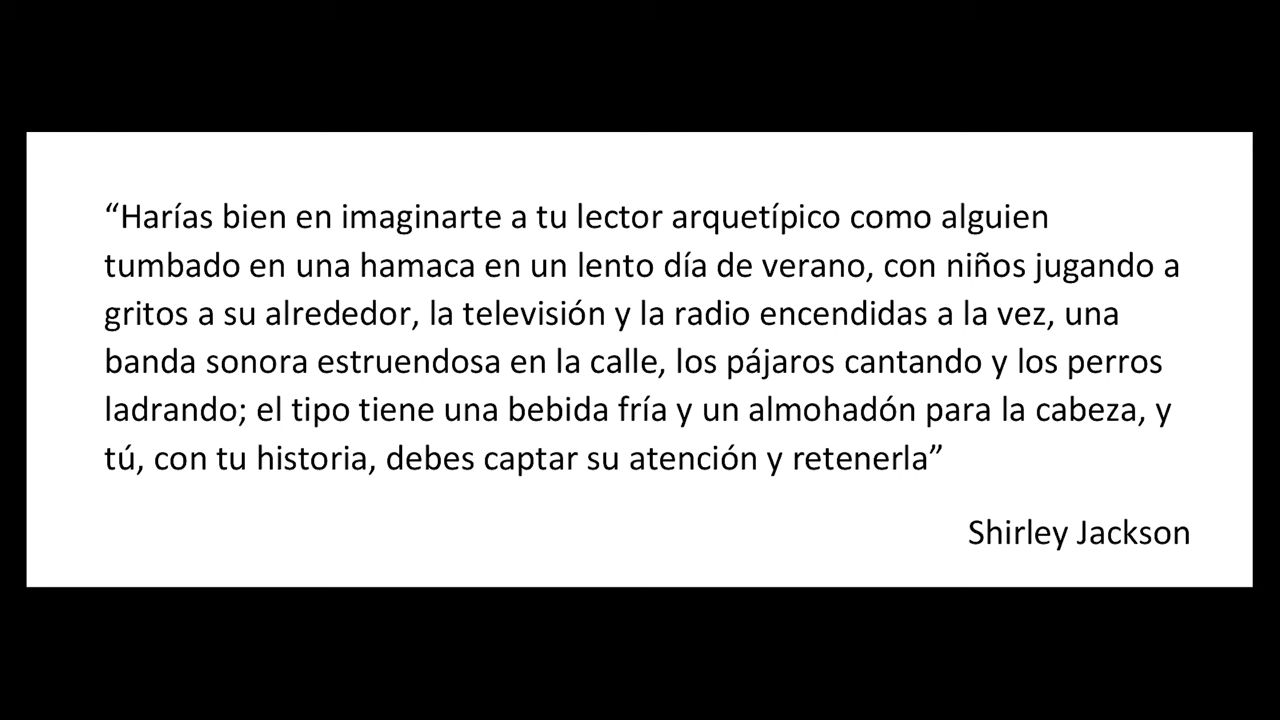 “Harías bien en imaginarte a tu lector arquetípico como alguien
tumbado en una hamaca en un lento día de verano, con niños jugando a
gritos a su alrededor, la televisión y la radio encendidas a la vez, una
banda sonora estruendosa en la calle, los pájaros cantando y los perros
ladrando; el tipo tiene una bebida fría y un almohadón para la cabeza, y
tú, con tu historia, debes captar su atención y retenerla”
Shirley Jackson